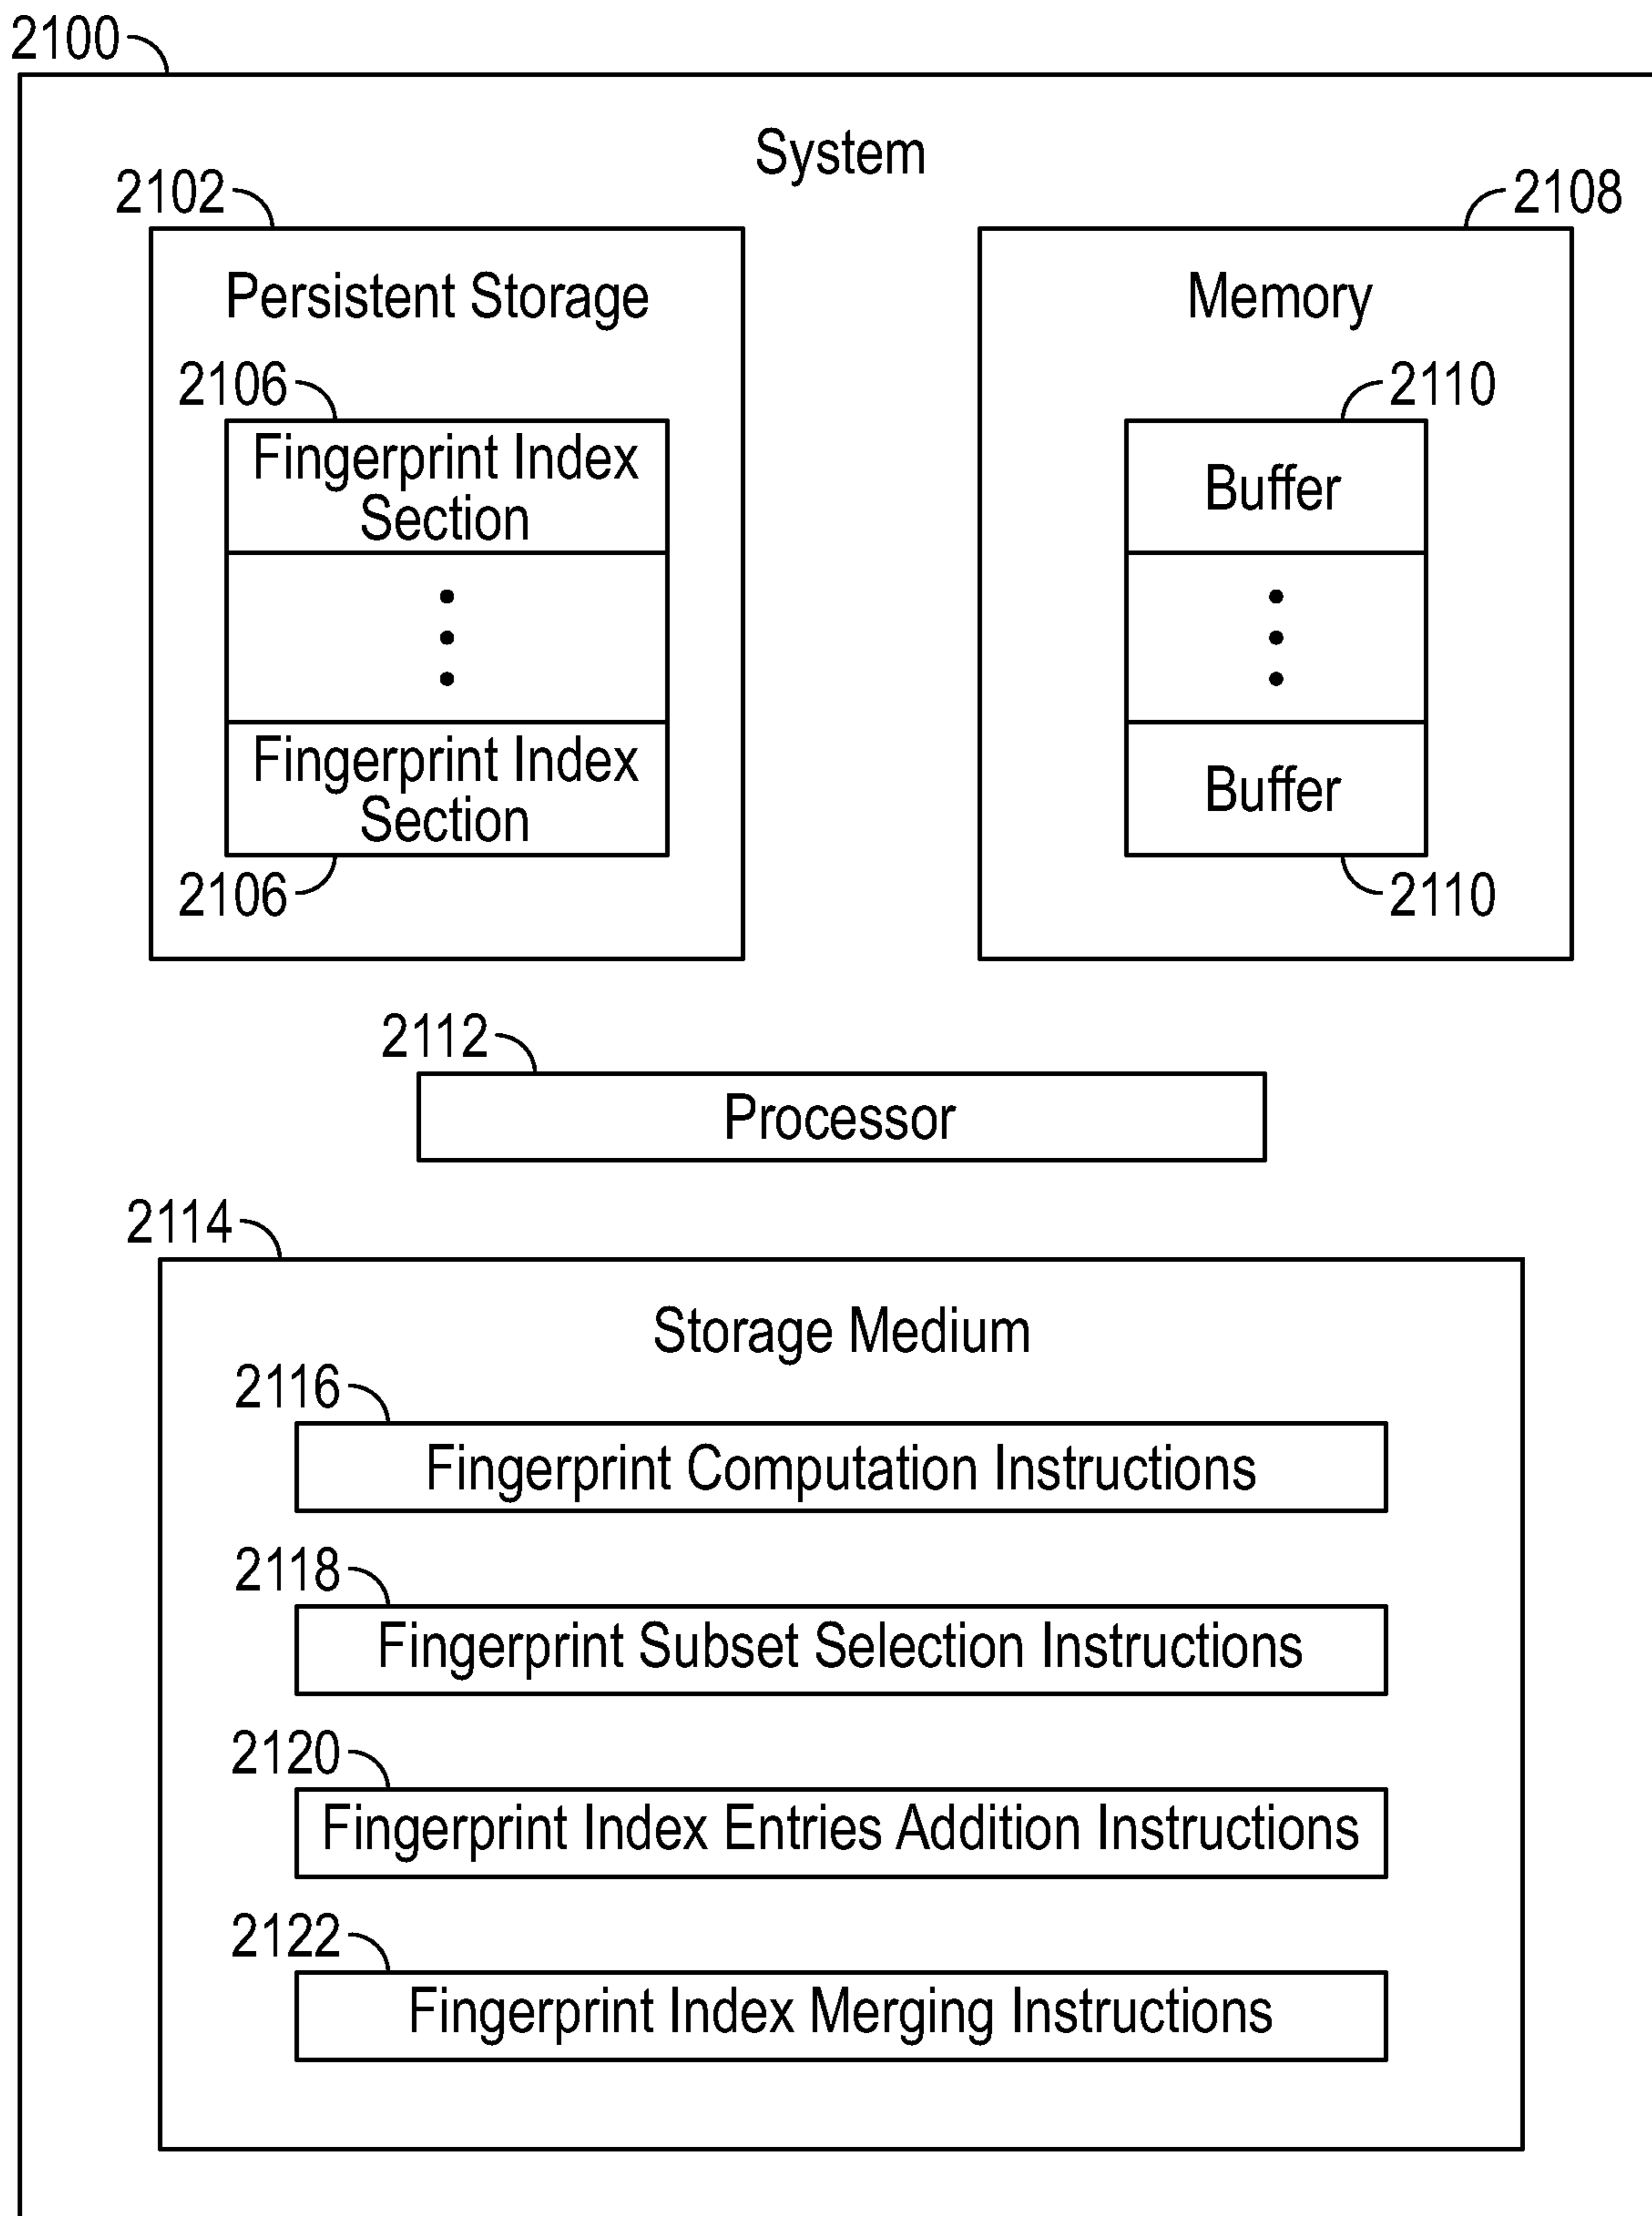 2100
System
2102
2108
Persistent Storage
Memory
2106
2110
Fingerprint Index
Section
Buffer
Fingerprint Index
Section
Buffer
2106
2110
2112
Processor
2114
Storage Medium
2116
Fingerprint Computation Instructions
2118
Fingerprint Subset Selection Instructions
2120
Fingerprint Index Entries Addition Instructions
2122
Fingerprint Index Merging Instructions